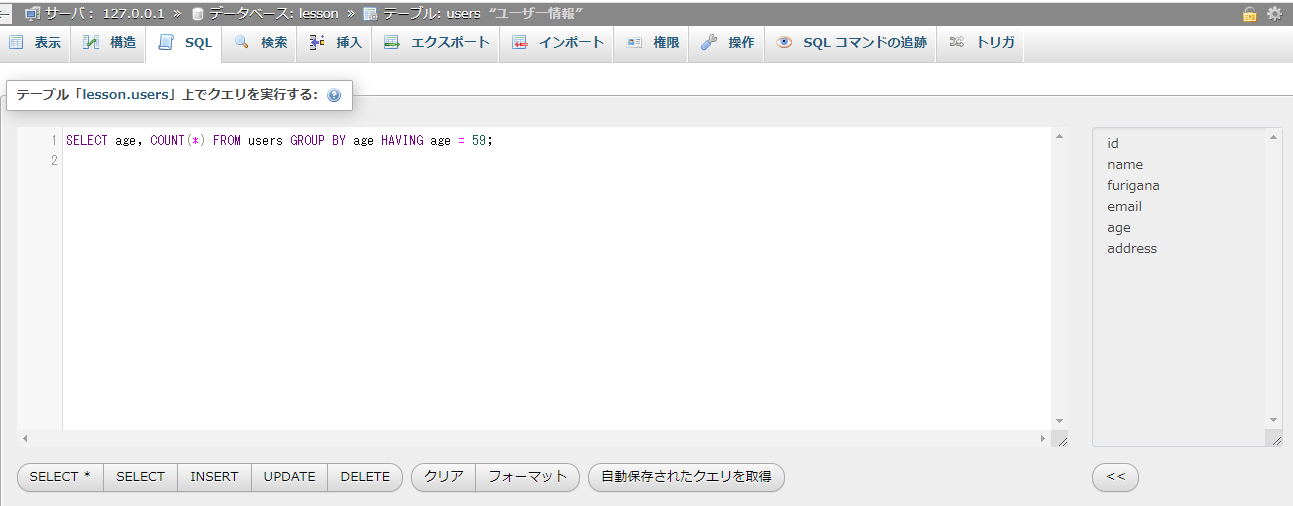 サーバ : 127.0.0.1 » データベース: lesson » テーブル: users “ユーザー情報”
表示 構造 SQL 検索 挿入 エクスポート インポート 権限 操作 SQL コマンドの追跡 トリガ
テーブル「lesson.users」上でクエリを実行する:
1 SELECT age, COUNT(*) FROM users GROUP BY age HAVING age = 59;
2
id
name
furigana
email
age
address
SELECT * SELECT INSERT UPDATE DELETE クリア フォーマット 自動保存されたクエリを取得 <<